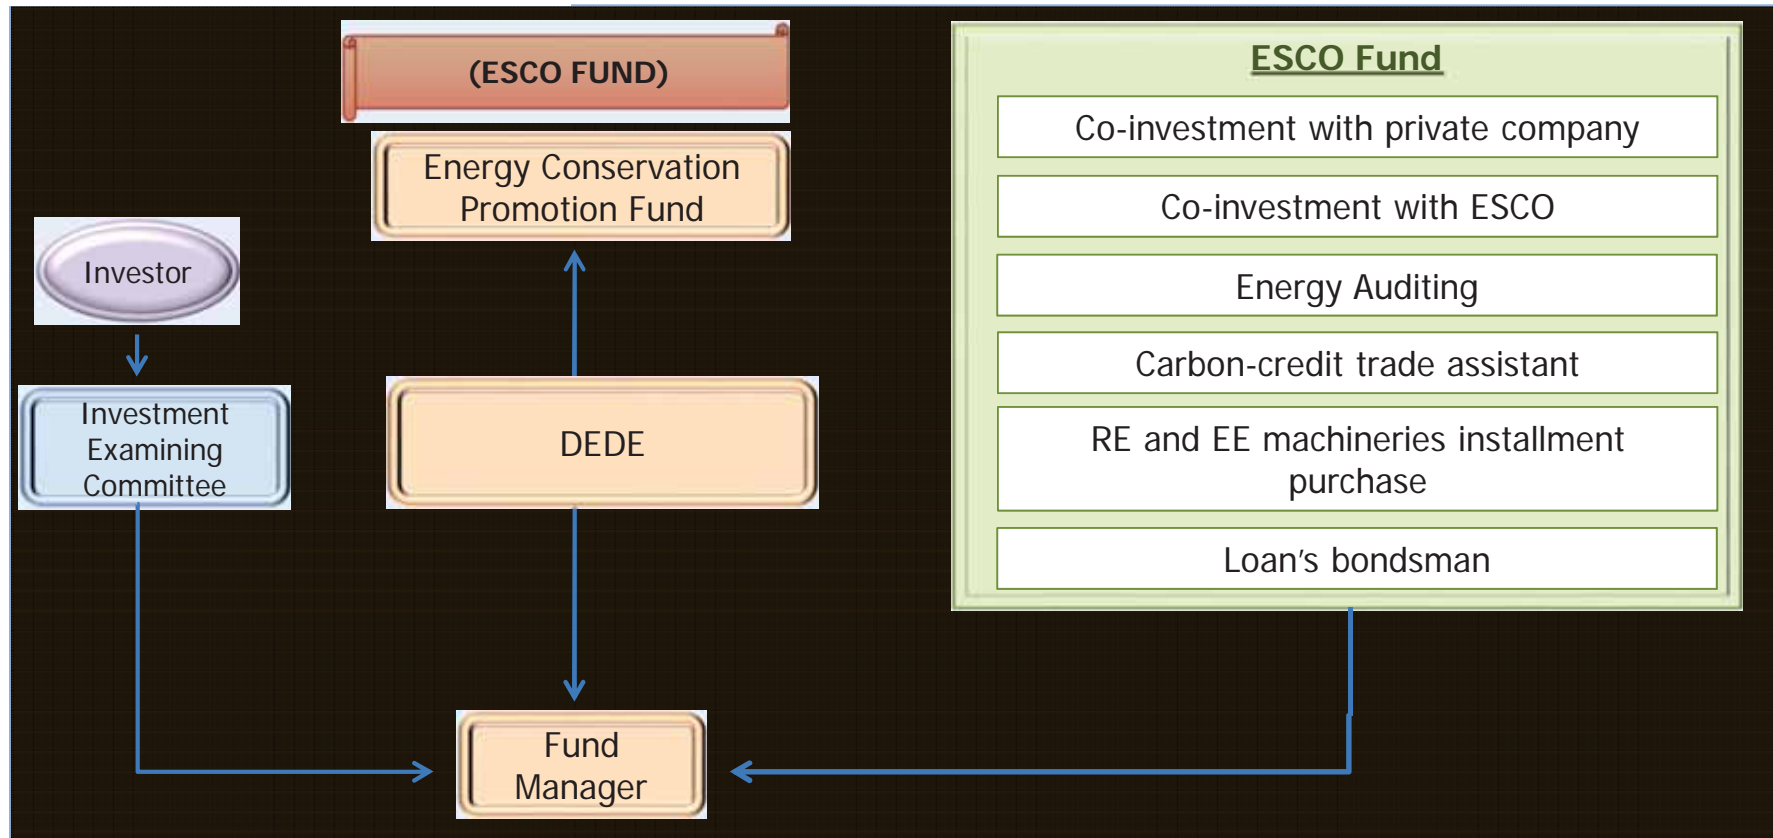 (ESCO FUND)
Energy Conservation
Promotion Fund
Investor
Investment
Examining
Committee
DEDE
Fund
Manager
ESCO Fund
Co-investment with private company
Co-investment with ESCO
Energy Auditing
Carbon-credit trade assistant
RE and EE machineries installment
purchase
Loan's bondsman